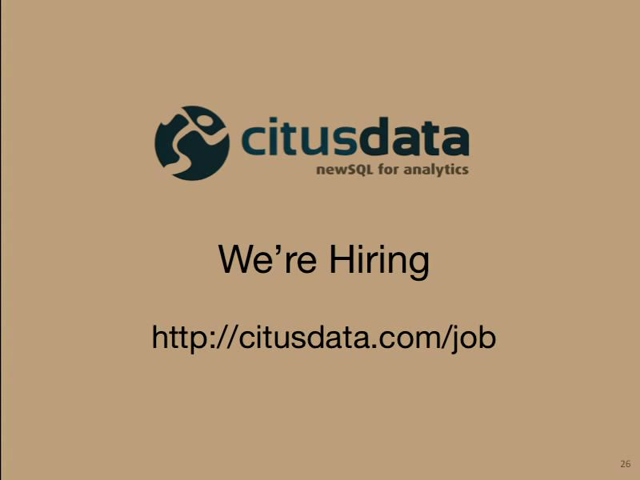 citusdata
newSQL for analytics
We’re Hiring
http://citusdata.com/job
26